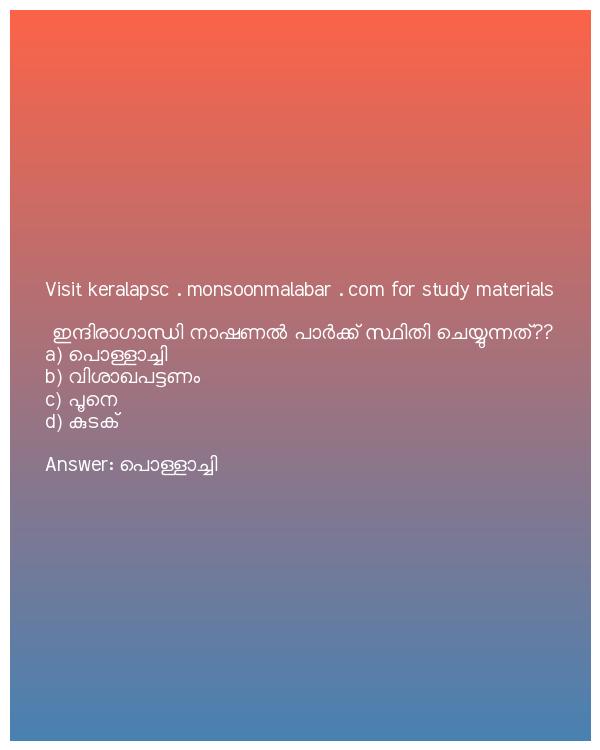 Visit keralapsc . monsoonmalabar . com for study materials
ഇന്ദിരാഗാന്ധി നാഷണൽ പാർക്ക് സ്ഥിതി ചെയ്യുന്നത്??
a) പൊള്ളാച്ചി
b) വിശാഖപട്ടണം
c) പൂനെ
d) കുടക്
Answer: പൊള്ളാച്ചി